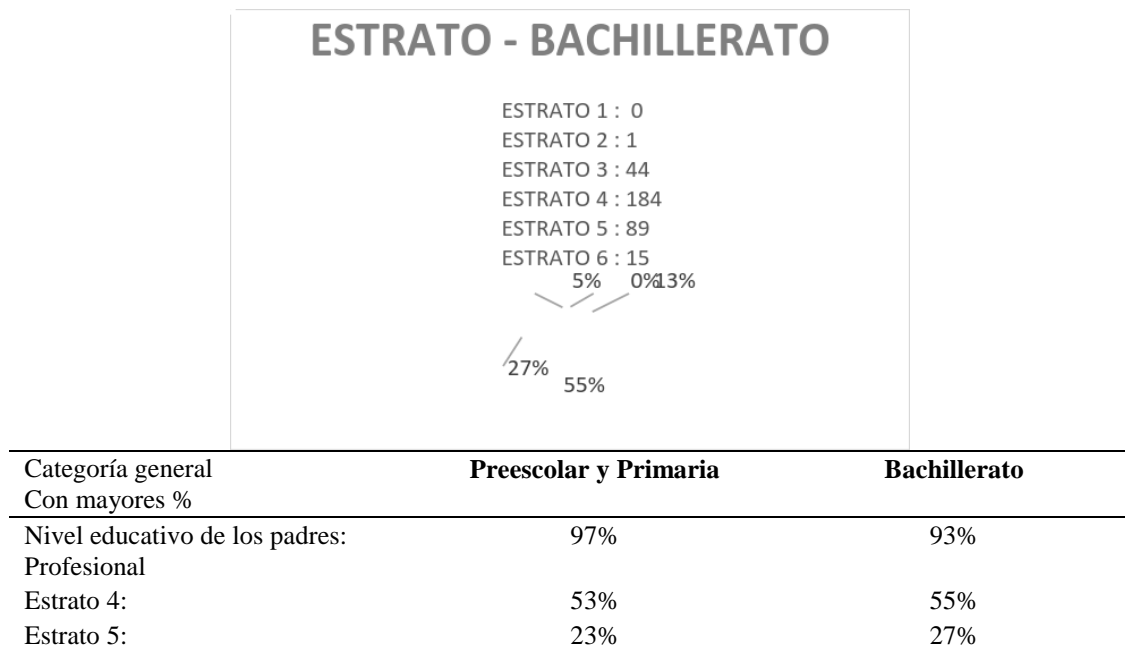 ESTRATO - BACHILLERATO
ESTRATO 1 : 0
ESTRATO 2 : 1
ESTRATO 3 : 44
ESTRATO 4 : 184
ESTRATO 5 : 89
ESTRATO 6 : 15
5% 0% 13%
27%
55%
Categoría general Preescolar y Primaria Bachillerato
Con mayores %
Nivel educativo de los padres: 97% 93%
Profesional
Estrato 4: 53% 55%
Estrato 5: 23% 27%